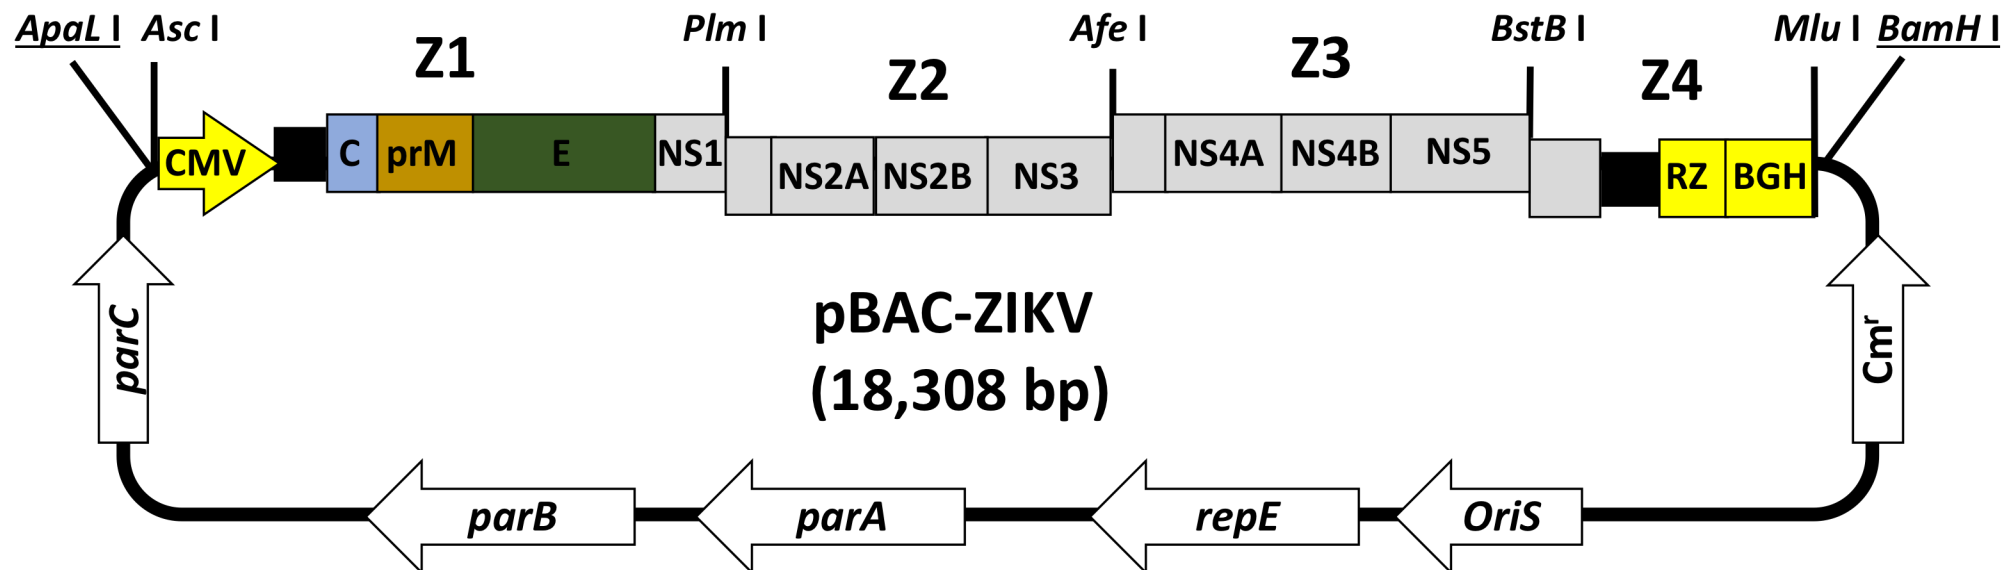 ApaL I Asc I Plm I Afe I BstB I Mlu I BamH I
Z1 Z2 Z3 Z4
CMV C prM E NS1 NS2A NS2B NS3 NS4A NS4B NS5 RZ BGH
pBAC-ZIKV
(18,308 bp)
parC
Cmr
parB parA repE OriS